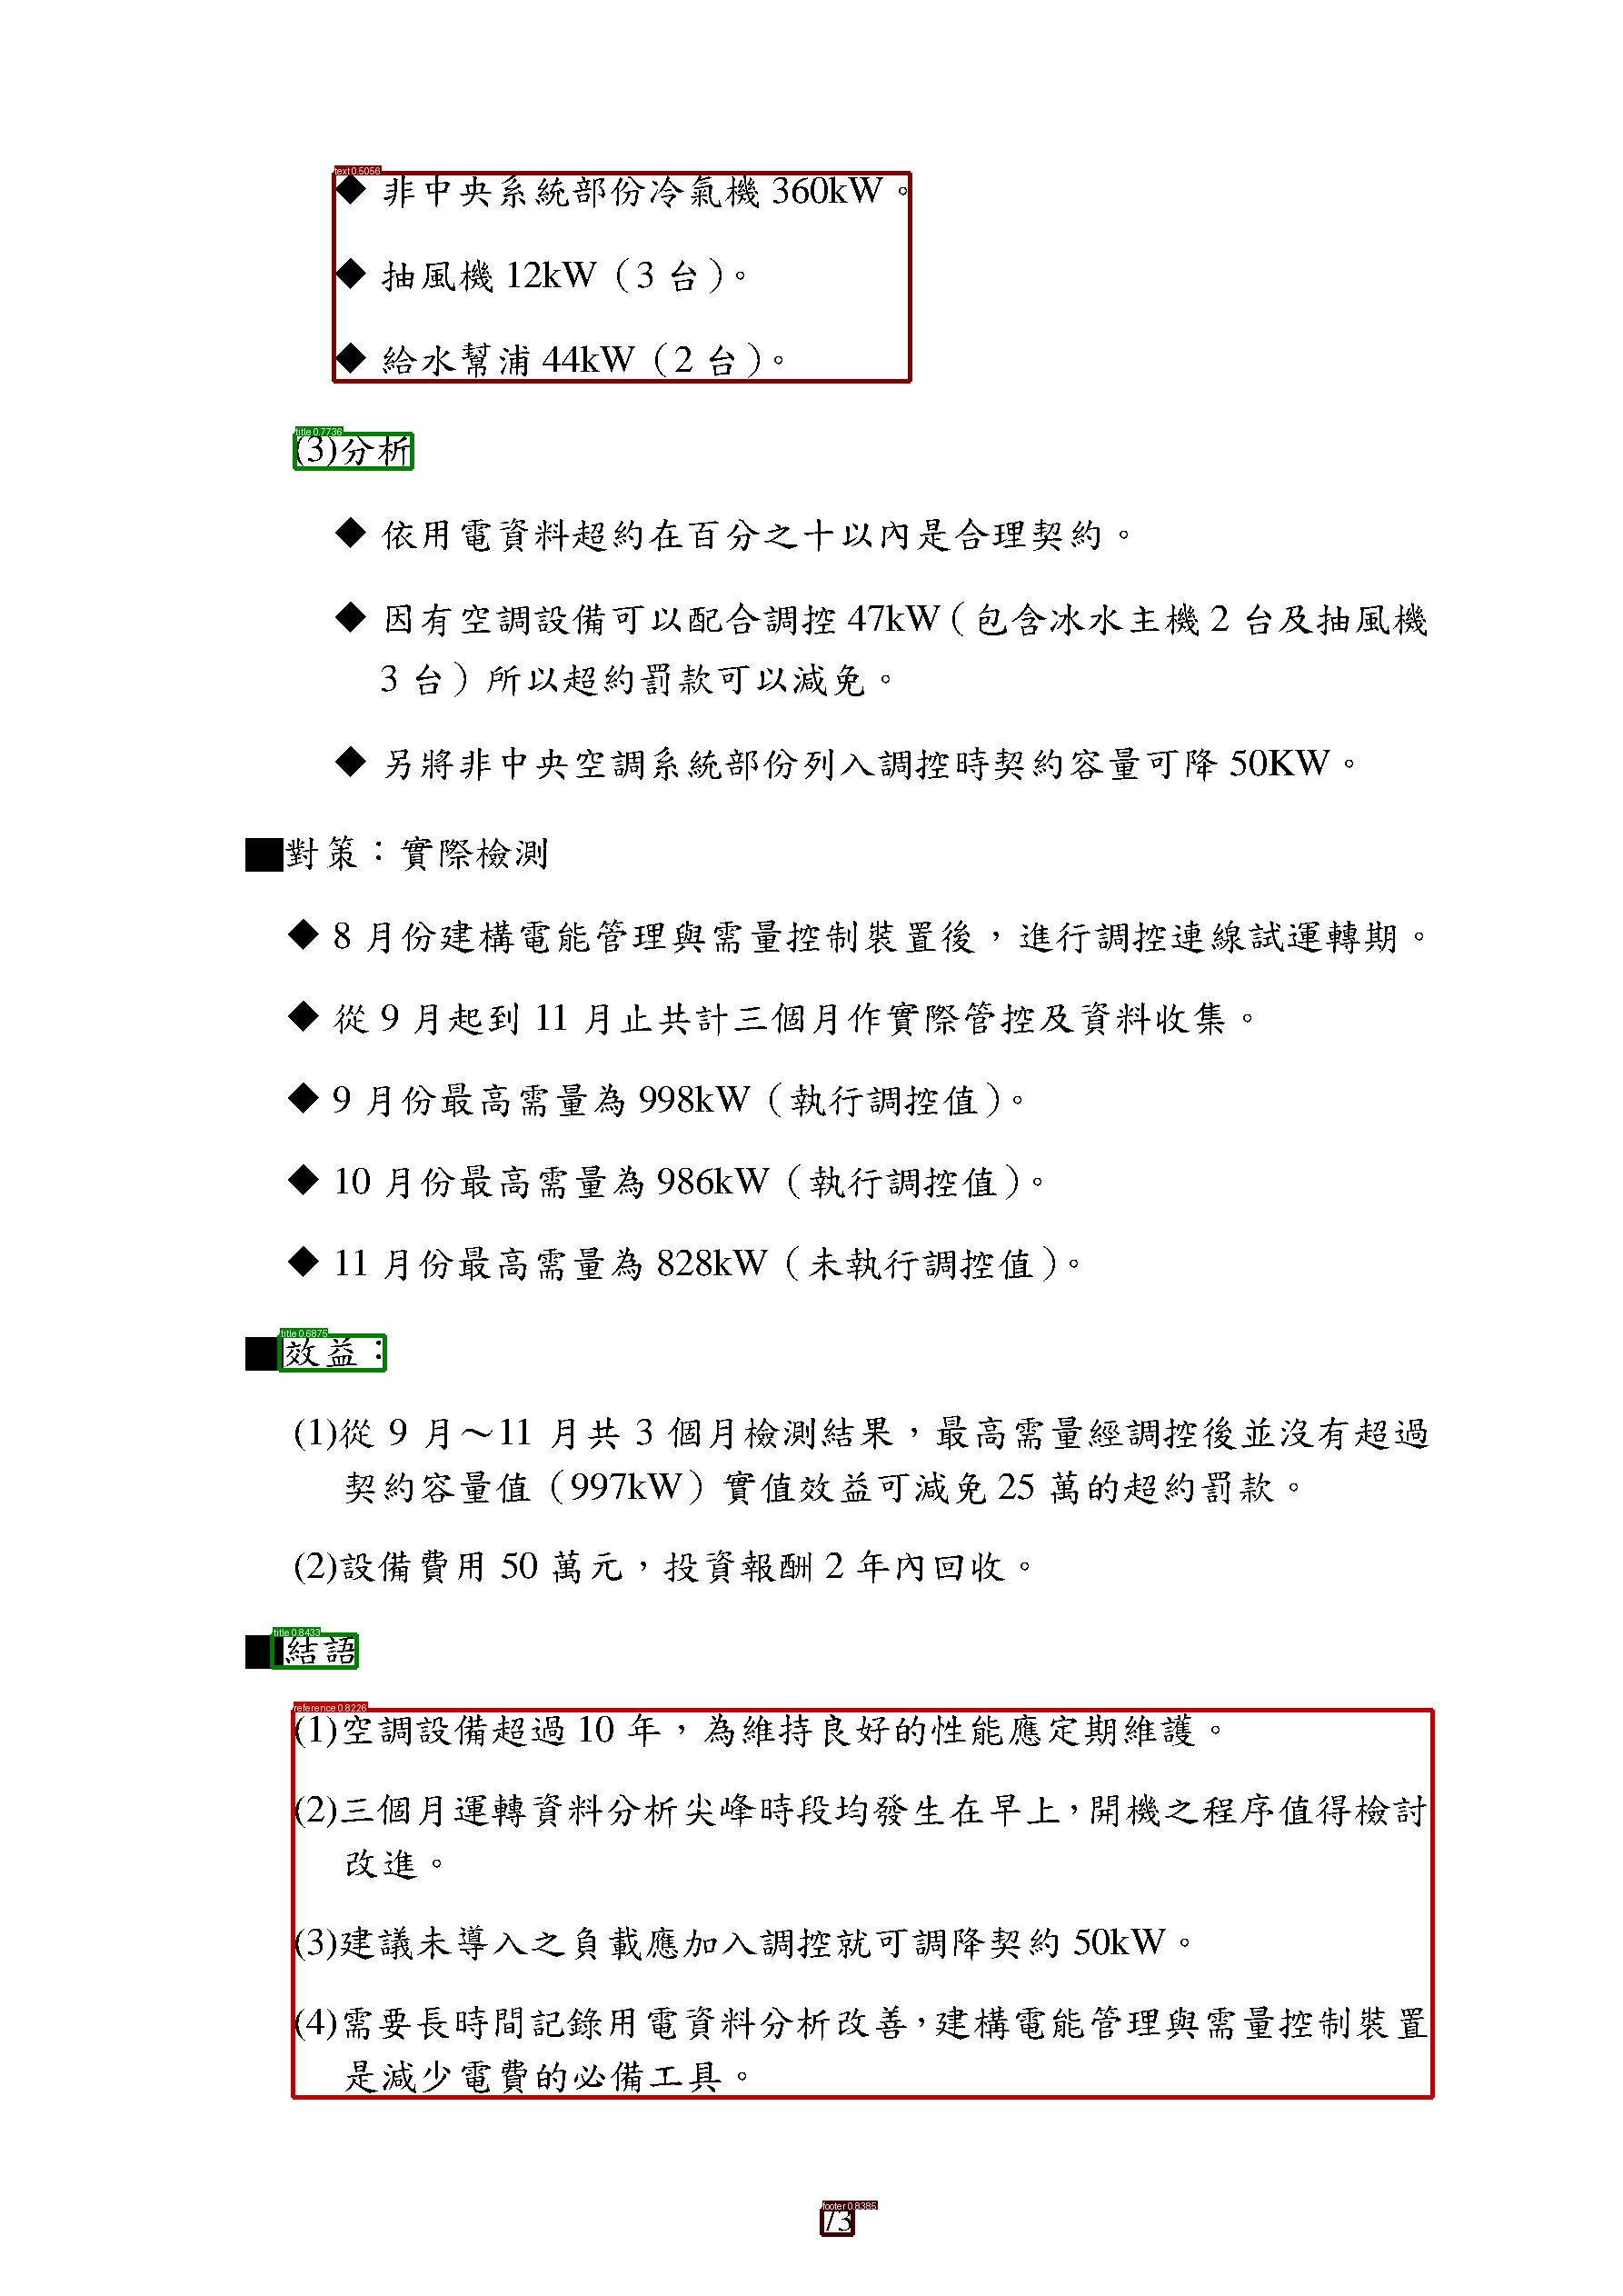 text 0.5056
◆ 非中央系統部份冷氣機 360kW。
◆ 抽風機 12kW（3 台）。
◆ 給水幫浦 44kW（2 台）。
title 0.7736
(3)分析
◆ 依用電資料超約在百分之十以內是合理契約。
◆ 因有空調設備可以配合調控 47kW（包含冰水主機 2 台及抽風機
3 台）所以超約罰款可以減免。
◆ 另將非中央空調系統部份列入調控時契約容量可降 50KW。
■對策：實際檢測
◆ 8 月份建構電能管理與需量控制裝置後，進行調控連線試運轉期。
◆ 從 9 月起到 11 月止共計三個月作實際管控及資料收集。
◆ 9 月份最高需量為 998kW（執行調控值）。
◆ 10 月份最高需量為 986kW（執行調控值）。
◆ 11 月份最高需量為 828kW（未執行調控值）。
title 0.6875
■效益：
(1)從 9 月～11 月共 3 個月檢測結果，最高需量經調控後並沒有超過
契約容量值（997kW）實值效益可減免 25 萬的超約罰款。
(2)設備費用 50 萬元，投資報酬 2 年內回收。
title 0.8433
■結語
reference 0.8226
(1)空調設備超過 10 年，為維持良好的性能應定期維護。
(2)三個月運轉資料分析尖峰時段均發生在早上，開機之程序值得檢討
改進。
(3)建議未導入之負載應加入調控就可調降契約 50kW。
(4)需要長時間記錄用電資料分析改善，建構電能管理與需量控制裝置
是減少電費的必備工具。
footer 0.8385
73